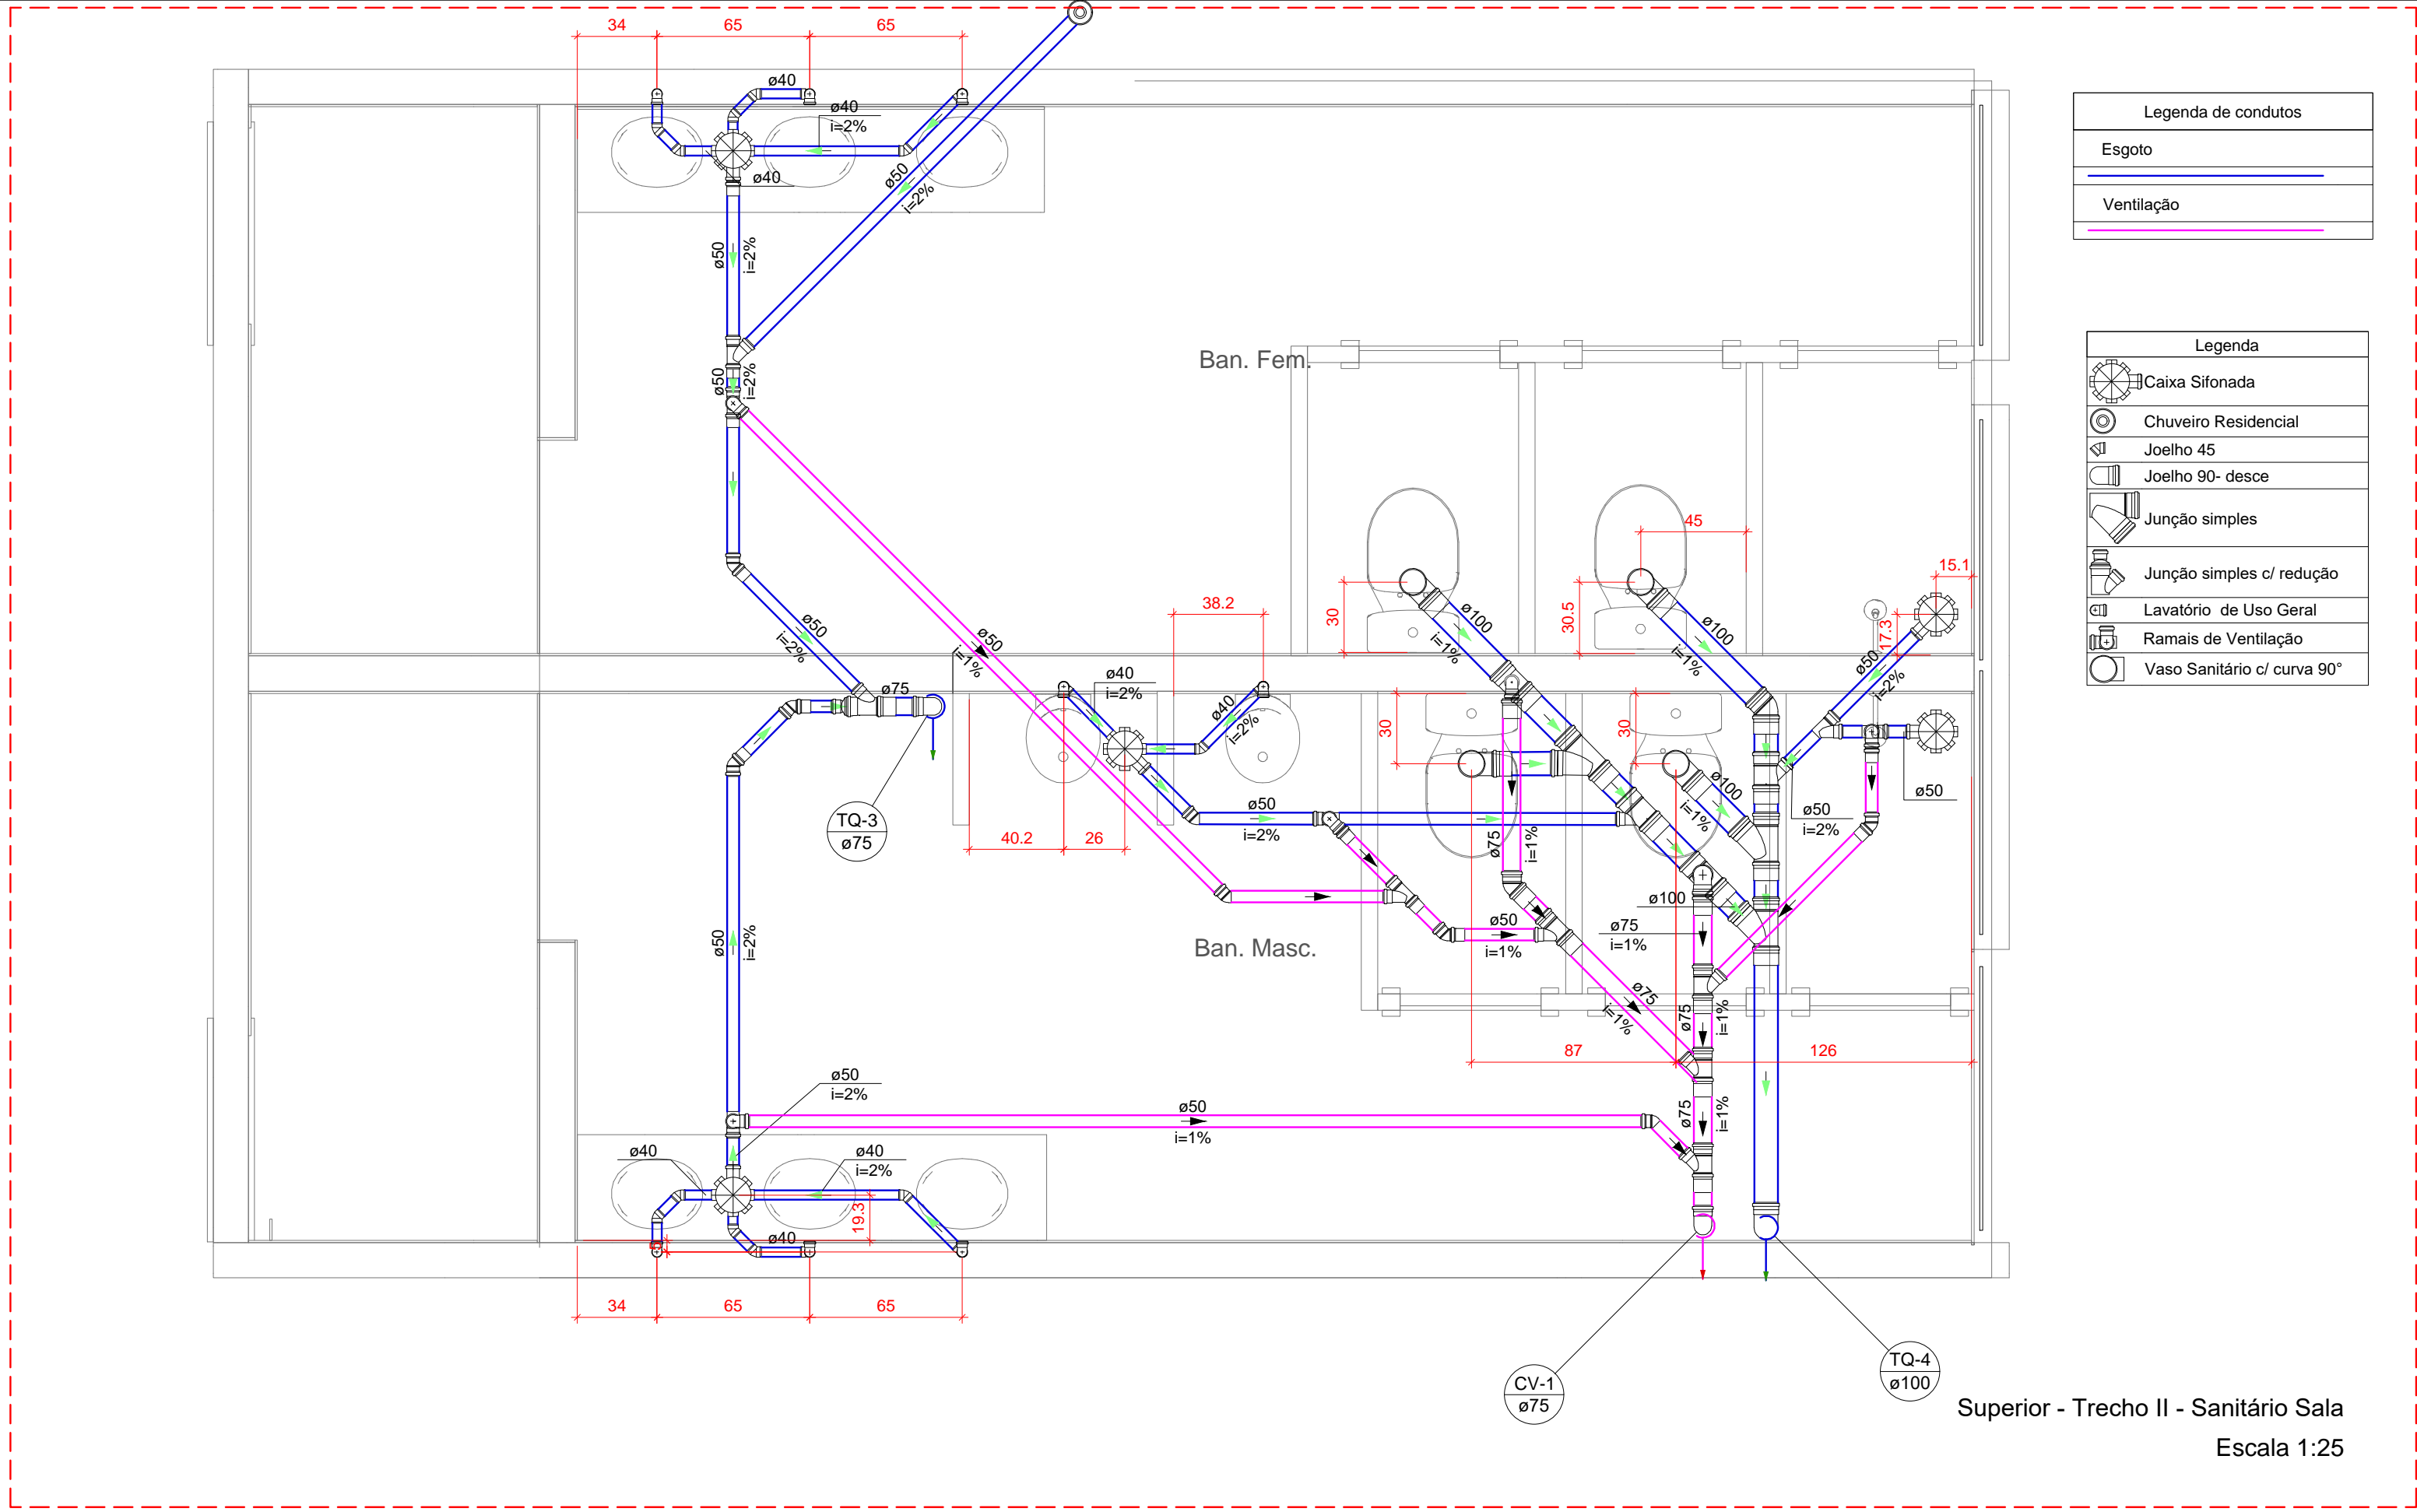 34
65
65
ø40
ø40
i=2%
ø40
ø50
i=2%
ø50
i=2%
ø50
i=2%
Legenda de condutos
Esgoto
Ventilação
Legenda
Caixa Sifonada
Chuveiro Residencial
Joelho 45
Joelho 90- desce
Junção simples
Junção simples c/ redução
Lavatório de Uso Geral
Ramais de Ventilação
Vaso Sanitário c/ curva 90°
Ban. Fem.
45
15.1
30
30.5
17.3
38.2
ø100
i=1%
ø100
i=1%
ø50
i=2%
ø50
i=2%
ø50
i=1%
ø75
ø40
i=2%
ø40
i=2%
30
30
ø100
i=1%
ø50
ø50
i=2%
TQ-3
ø75
40.2
26
ø50
i=2%
ø75
i=1%
ø100
ø75
i=1%
ø50
i=1%
Ban. Masc.
ø50
i=2%
ø75
i=1%
ø75
i=1%
87
126
ø50
i=2%
ø50
i=1%
ø75
i=1%
ø40
ø40
i=2%
19.3
ø40
34
65
65
CV-1
ø75
TQ-4
ø100
Superior - Trecho II - Sanitário Sala
Escala 1:25